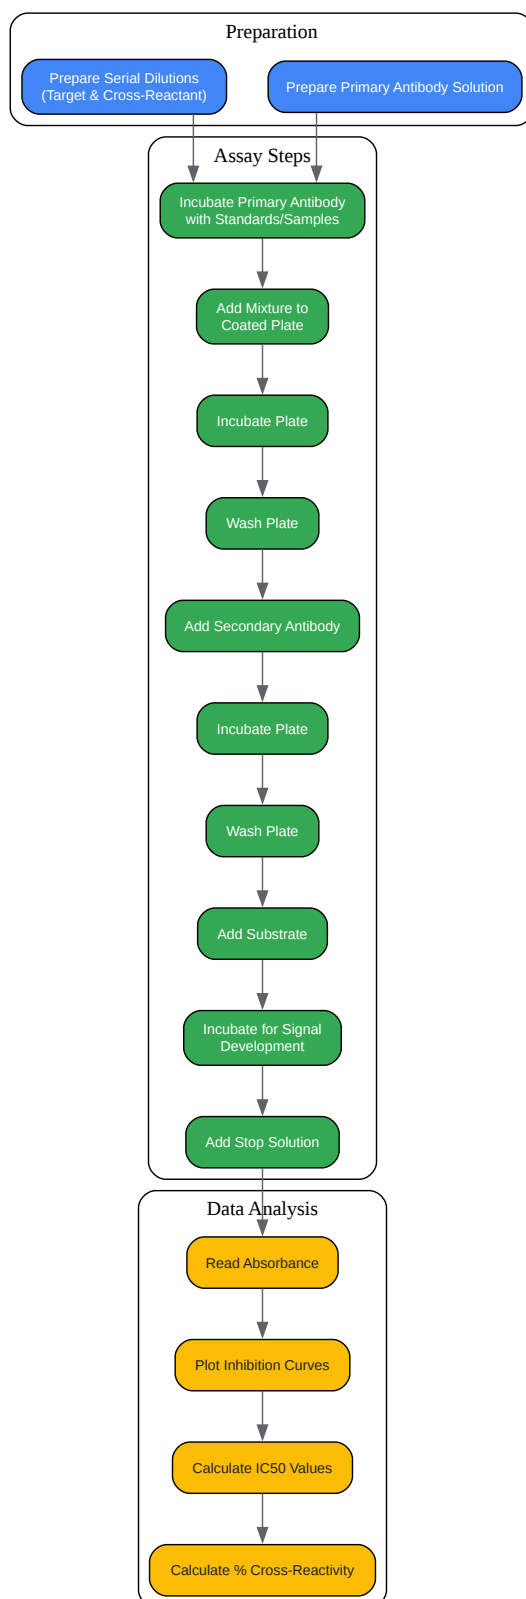 Preparation
Prepare Serial Dilutions
(Target & Cross-Reactant)
Prepare Primary Antibody Solution
Assay Steps
Incubate Primary Antibody
with Standards/Samples
Add Mixture to
Coated Plate
Incubate Plate
Wash Plate
Add Secondary Antibody
Incubate Plate
Wash Plate
Add Substrate
Incubate for Signal
Development
Add Stop Solution
Data Analysis
Read Absorbance
Plot Inhibition Curves
Calculate IC50 Values
Calculate % Cross-Reactivity